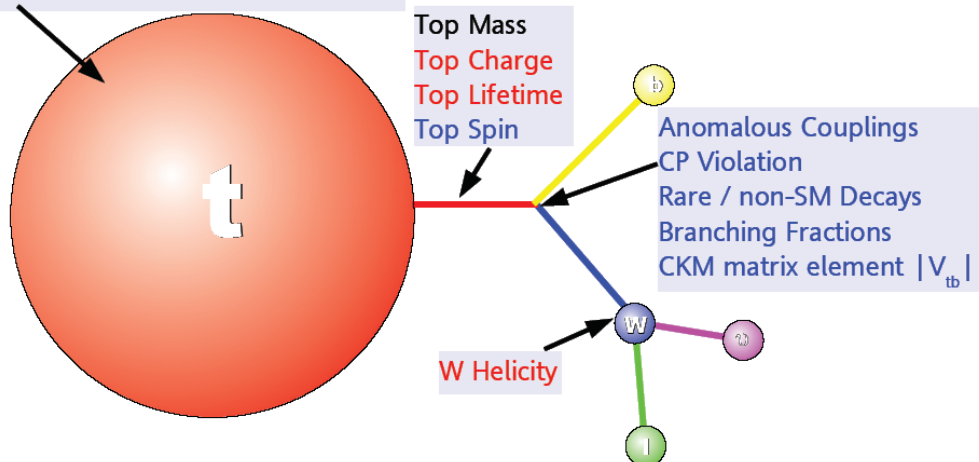 Top Mass
Top Charge
Top Lifetime
Top Spin
t
b
Anomalous Couplings
CP Violation
Rare / non-SM Decays
Branching Fractions
CKM matrix element |V_tb|
W
W Helicity
l